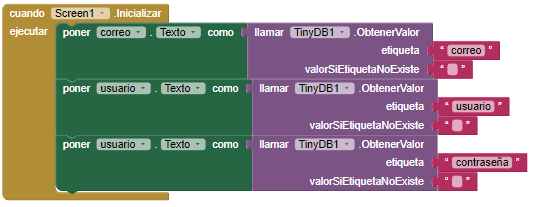 cuando Screen1 .Inicializar
ejecutar poner correo . Texto como llamar TinyDB1 .ObtenerValor
etiqueta "correo"
valorSiEtiquetaNoExiste " "
poner usuario . Texto como llamar TinyDB1 .ObtenerValor
etiqueta "usuario"
valorSiEtiquetaNoExiste " "
poner usuario . Texto como llamar TinyDB1 .ObtenerValor
etiqueta "contraseña"
valorSiEtiquetaNoExiste " "